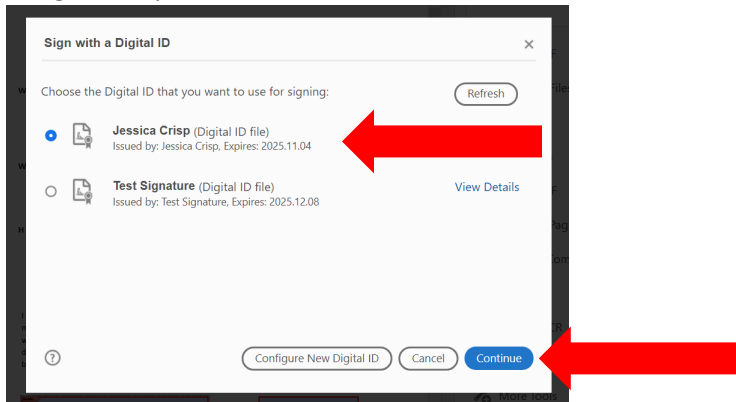 Sign with a Digital ID
Choose the Digital ID that you want to use for signing:
Refresh
Jessica Crisp (Digital ID file)
Issued by: Jessica Crisp, Expires: 2025.11.04
Test Signature (Digital ID file)
View Details
Issued by: Test Signature, Expires: 2025.12.08
Configure New Digital ID
Cancel
Continue
More Tools